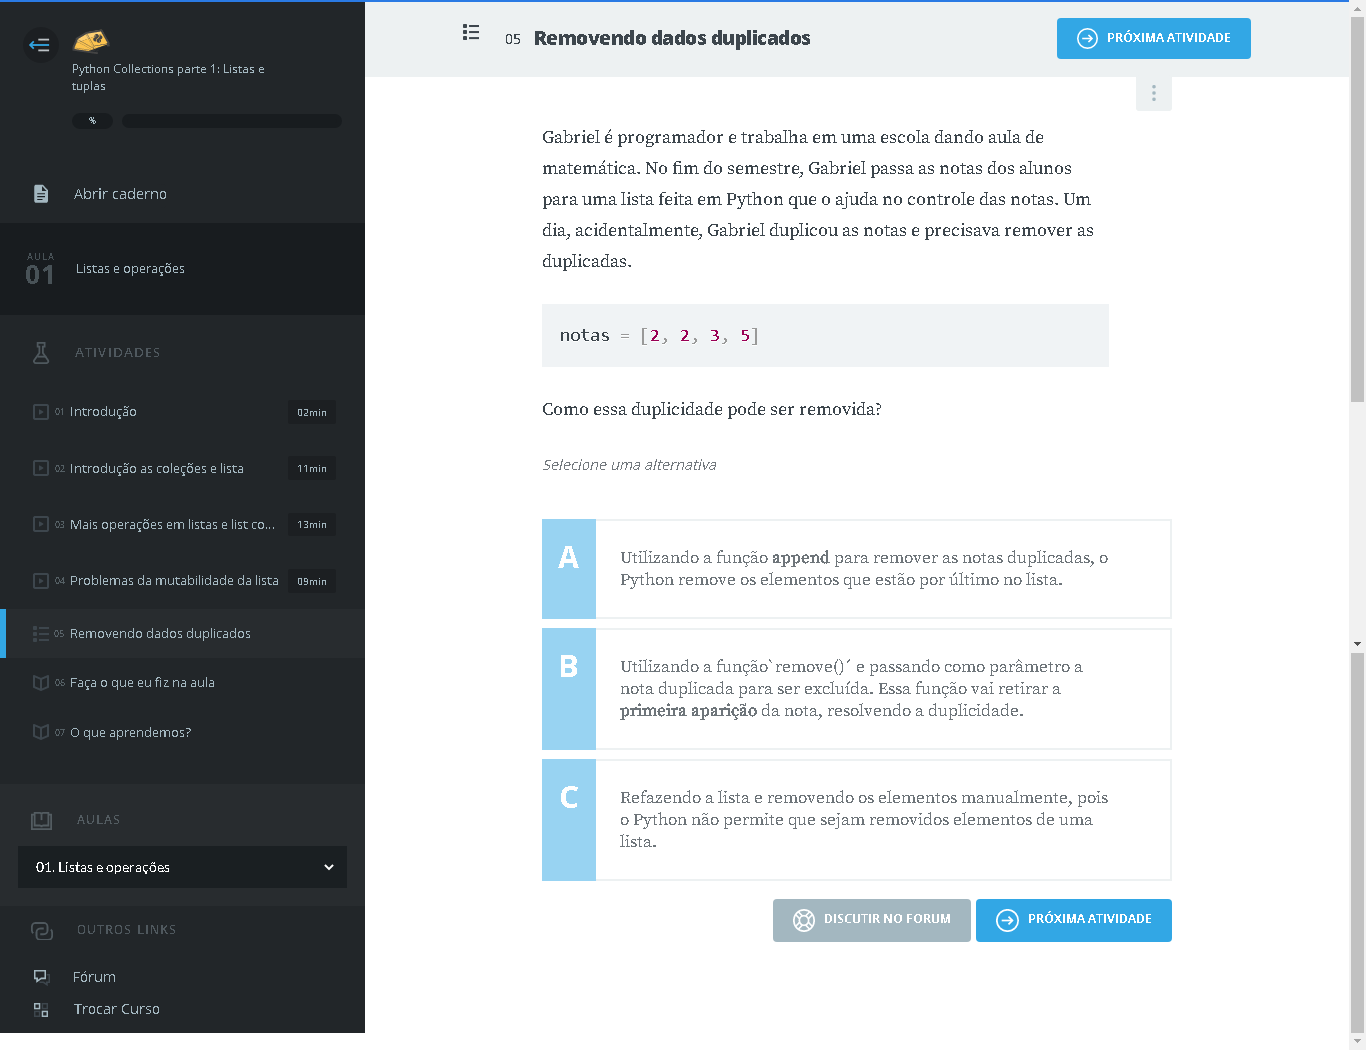 Python Collections parte 1: Listas e
tuplas
%
Abrir caderno
AULA
01
Listas e operações
ATIVIDADES
01 Introdução 02min
02 Introdução as coleções e lista 11min
03 Mais operações em listas e list co... 13min
04 Problemas da mutabilidade da lista 09min
05 Removendo dados duplicados
06 Faça o que eu fiz na aula
07 O que aprendemos?
AULAS
01. Listas e operações
OUTROS LINKS
Fórum
Trocar Curso
05 Removendo dados duplicados
PRÓXIMA ATIVIDADE
Gabriel é programador e trabalha em uma escola dando aula de
matemática. No fim do semestre, Gabriel passa as notas dos alunos
para uma lista feita em Python que o ajuda no controle das notas. Um
dia, acidentalmente, Gabriel duplicou as notas e precisava remover as
duplicadas.
notas = [2, 2, 3, 5]
Como essa duplicidade pode ser removida?
Selecione uma alternativa
A
Utilizando a função append para remover as notas duplicadas, o
Python remove os elementos que estão por último no lista.
B
Utilizando a função`remove()´ e passando como parâmetro a
nota duplicada para ser excluída. Essa função vai retirar a
primeira aparição da nota, resolvendo a duplicidade.
C
Refazendo a lista e removendo os elementos manualmente, pois
o Python não permite que sejam removidos elementos de uma
lista.
DISCUTIR NO FORUM
PRÓXIMA ATIVIDADE